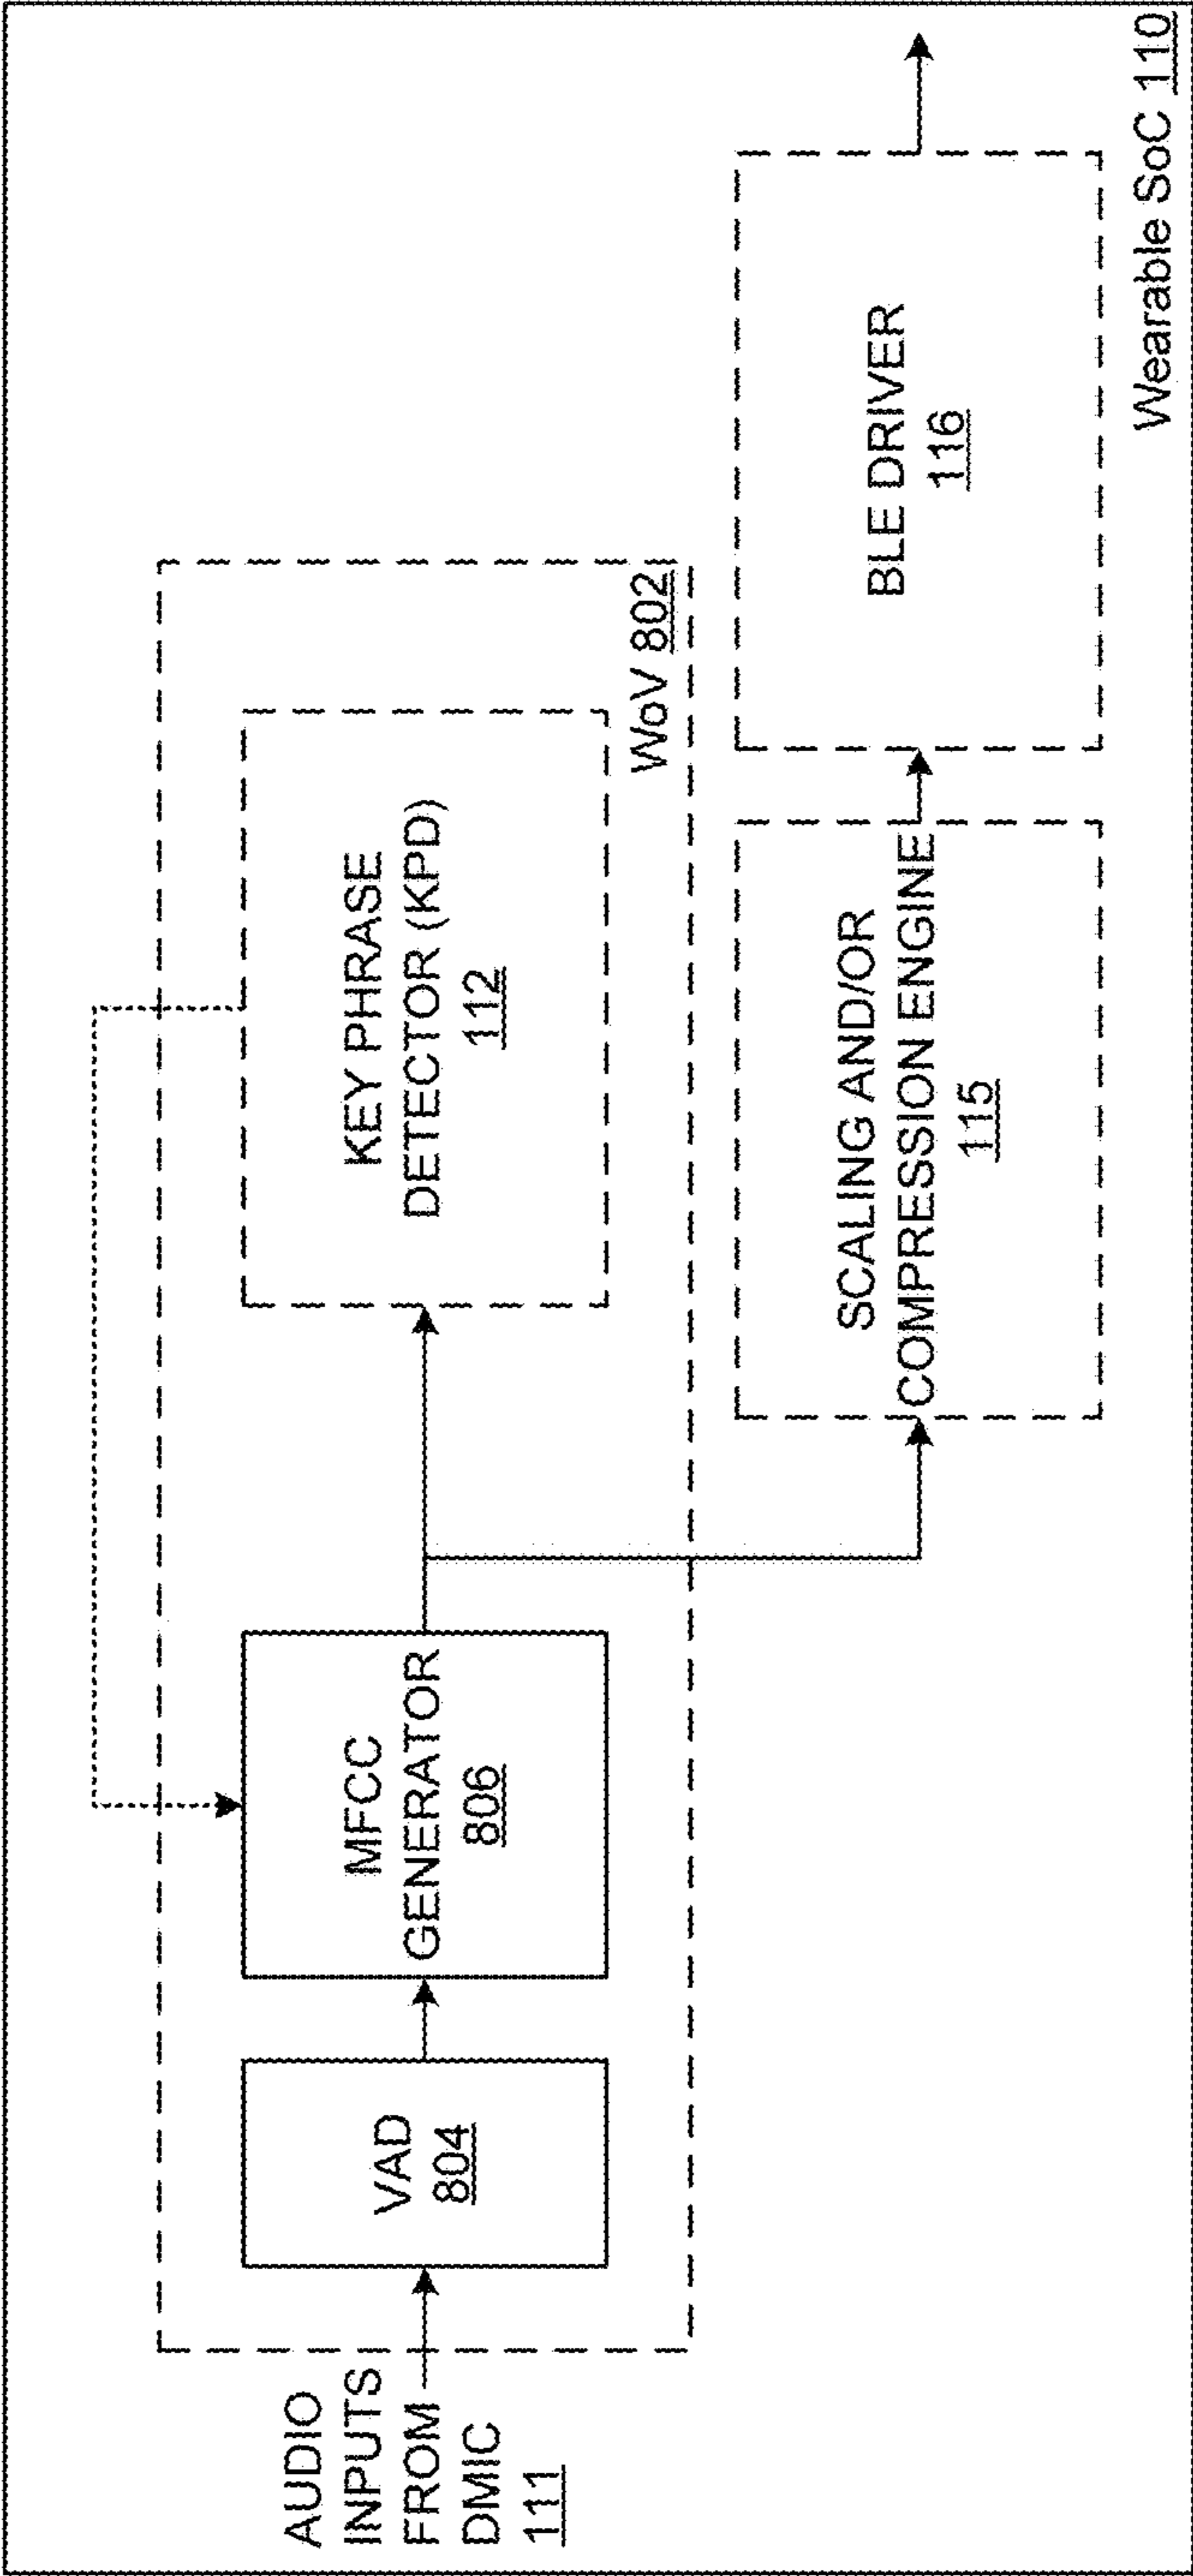 AUDIO
INPUTS
FROM
DMIC
111
VAD
804
MFCC
GENERATOR
806
KEY PHRASE
DETECTOR (KPD)
112
WoV 802
SCALING AND/OR
COMPRESSION ENGINE
115
BLE DRIVER
116
Wearable SoC 110